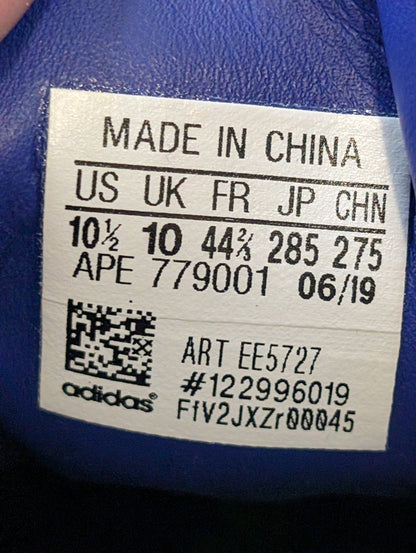 MADE IN CHINA
US UK FR JP CHN
10½ 10 44⅔ 285 275
APE 779001 06/19
ART EE5727
#122996019
adidas®
FfV2JXZr00045